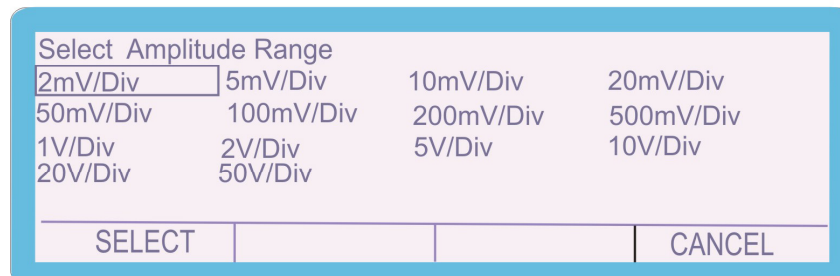 Select Amplitude Range
2mV/Div 5mV/Div 10mV/Div 20mV/Div
50mV/Div 100mV/Div 200mV/Div 500mV/Div
1V/Div 2V/Div 5V/Div 10V/Div
20V/Div 50V/Div
SELECT CANCEL